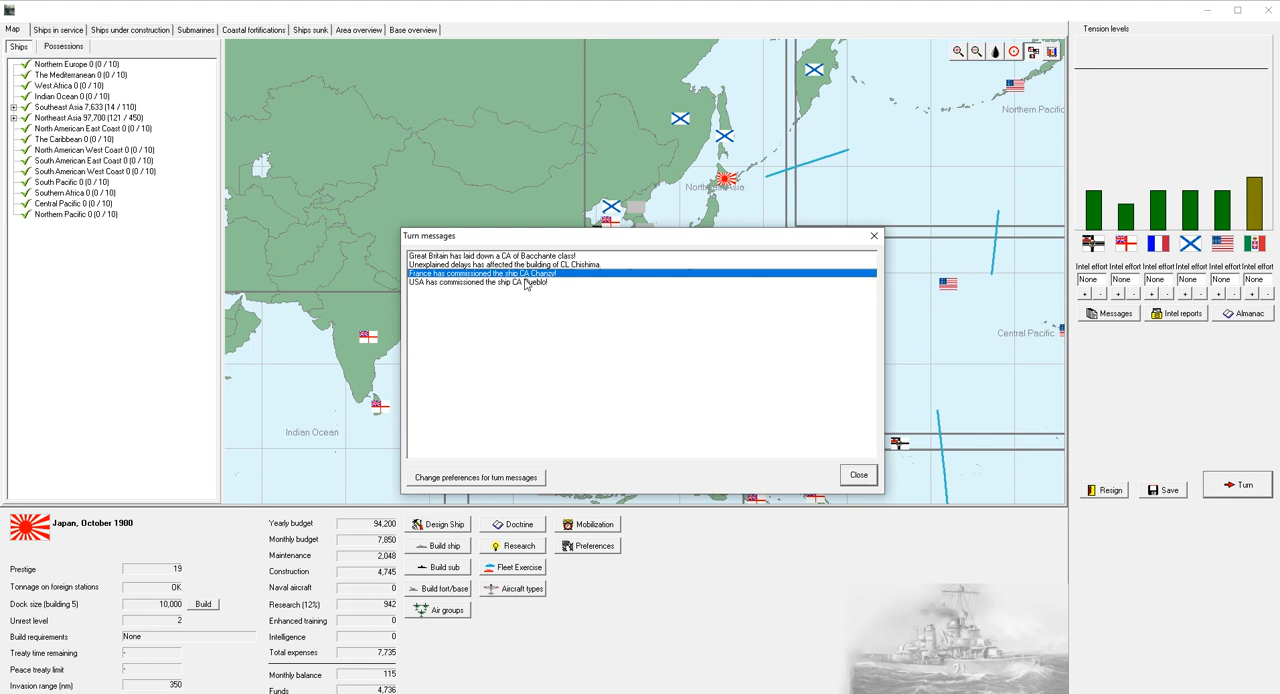 Map
Ships in service
Ships under construction
Submarines
Coastal fortifications
Ships sunk
Area overview
Base overview
Ships
Possessions
Northern Europe 0 (0 / 10)
The Mediterranean 0 (0 / 10)
West Africa 0 (0 / 10)
Indian Ocean 0 (0 / 10)
Southeast Asia 7,633 (14 / 110)
Northeast Asia 97,700 (121 / 450)
North American East Coast 0 (0 / 10)
The Caribbean 0 (0 / 10)
North American West Coast 0 (0 / 10)
South American East Coast 0 (0 / 10)
South American West Coast 0 (0 / 10)
South Pacific 0 (0 / 10)
Southern Africa 0 (0 / 10)
Central Pacific 0 (0 / 10)
Northern Pacific 0 (0 / 10)
Northern Pacific
Northeast Asia
Central Pacific
Indian Ocean
Turn messages
Great Britain has laid down a CA of Bacchante class!
Unexplained delays has affected the building of CL Chishima.
France has commissioned the ship CA Chanzy!
USA has commissioned the ship CA Pueblo!
Change preferences for turn messages
Close
Tension levels
Intel effort Intel effort Intel effort Intel effort Intel effort Intel effort
None None None None None None
+ - + - + - + - + - + -
Messages
Intel reports
Almanac
Resign
Save
Turn
Japan, October 1900
Prestige 19
Tonnage on foreign stations OK
Dock size (building 5) 10,000 Build
Unrest level 2
Build requirements None
Treaty time remaining -
Peace treaty limit -
Invasion range (nm) 350
Yearly budget 94,200
Monthly budget 7,850
Maintenance 2,048
Construction 4,745
Naval aircraft 0
Research (12%) 942
Enhanced training 0
Intelligence 0
Total expenses 7,735
Monthly balance 115
Funds 4,736
Design Ship
Doctrine
Mobilization
Build ship
Research
Preferences
Build sub
Fleet Exercise
Build fort/base
Aircraft types
Air groups